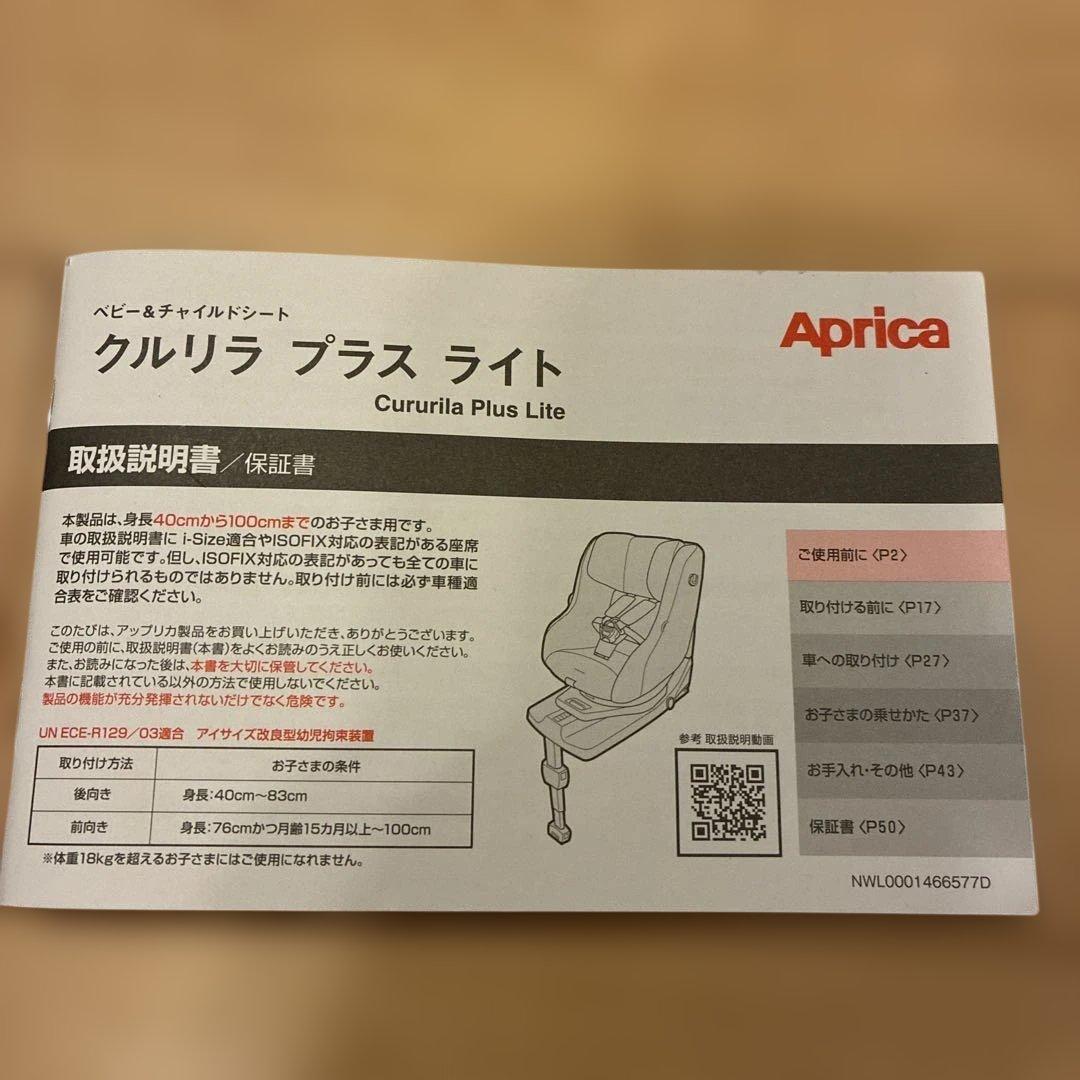 ベビー&チャイルドシート
クルリラ プラス ライト
Cururila Plus Lite
Aprica
取扱説明書/保証書
本製品は、身長40cmから100cmまでのお子さま用です。
車の取扱説明書に i-Size適合やISOFIX対応の表記がある座席
で使用可能です。但し、ISOFIX対応の表記があっても全ての車に
取り付けられるものではありません。取り付け前には必ず車種適
合表をご確認ください。
このたびは、アップリカ製品をお買い上げいただき、ありがとうございます。
ご使用の前に、取扱説明書(本書)をよくお読みのうえ正しくお使いください。
また、お読みになった後は、本書を大切に保管してください。
本書に記載されている以外の方法で使用しないでください。
製品の機能が充分発揮されないだけでなく危険です。
UN ECE-R129/03適合 アイサイズ改良型幼児拘束装置
取り付け方法 お子さまの条件
後向き 身長:40cm〜83cm
前向き 身長:76cmかつ月齢15カ月以上〜100cm
※体重18kgを超えるお子さまにはご使用になれません。
参考 取扱説明動画
ご使用前に〈P2〉
取り付ける前に〈P17〉
車への取り付け〈P27〉
お子さまの乗せかた〈P37〉
お手入れ・その他〈P43〉
保証書〈P50〉
NWL0001466577D